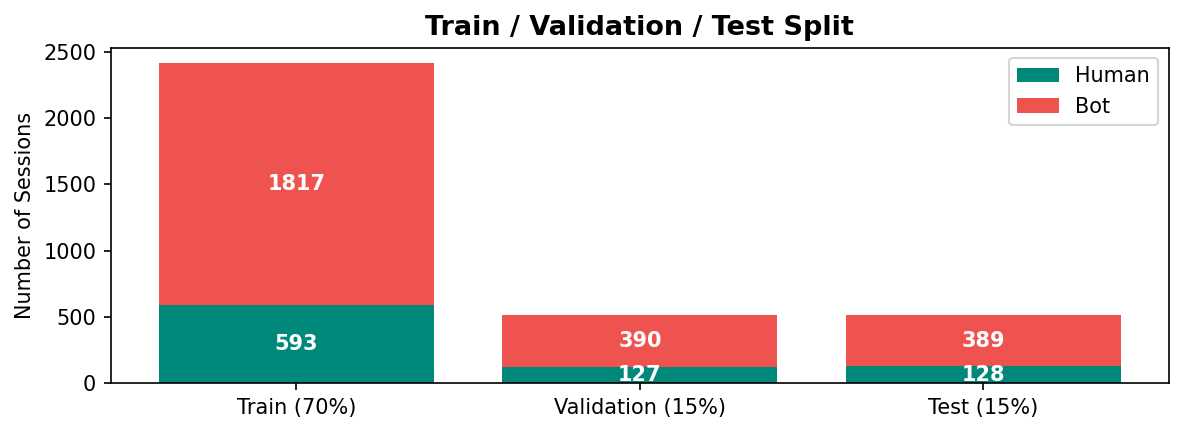 Train / Validation / Test Split
Number of Sessions
2500
2000
1500
1000
500
0
Human
Bot
1817
593
390
127
389
128
Train (70%)
Validation (15%)
Test (15%)